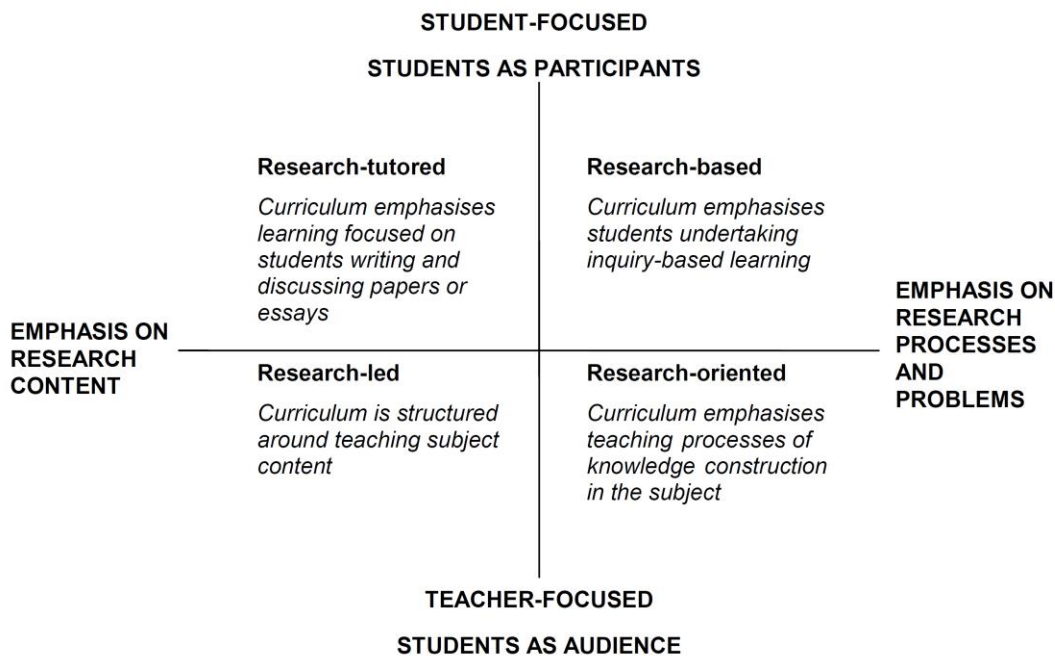 STUDENT-FOCUSED
STUDENTS AS PARTICIPANTS
Research-tutored
Curriculum emphasises
learning focused on
students writing and
discussing papers or
essays
Research-based
Curriculum emphasises
students undertaking
inquiry-based learning
EMPHASIS ON
RESEARCH
CONTENT
EMPHASIS ON
RESEARCH
PROCESSES
AND
PROBLEMS
Research-led
Curriculum is structured
around teaching subject
content
Research-oriented
Curriculum emphasises
teaching processes of
knowledge construction
in the subject
TEACHER-FOCUSED
STUDENTS AS AUDIENCE